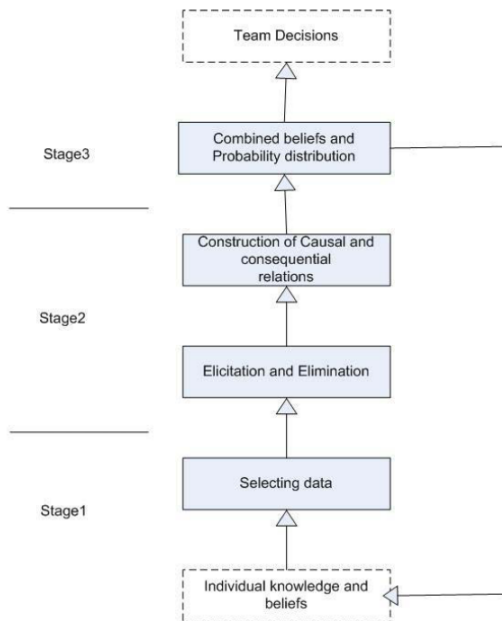 Team Decisions
Stage3
Combined beliefs and
Probability distribution
Construction of Causal and
consequential
relations
Stage2
Elicitation and Elimination
Selecting data
Stage1
Individual knowledge and
beliefs